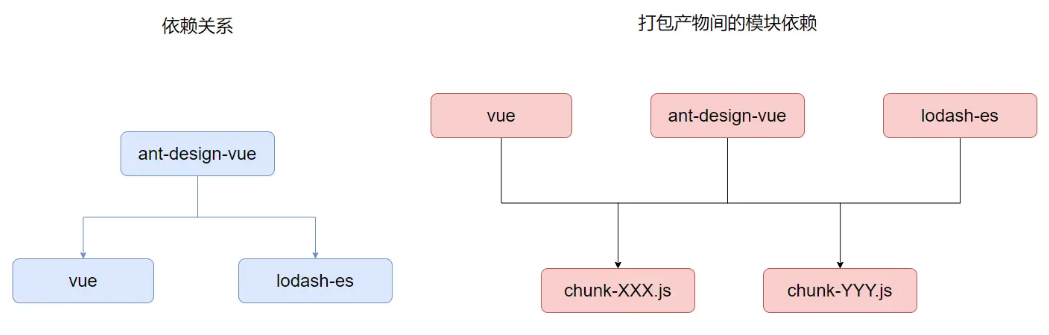 依赖关系
ant-design-vue
vue
lodash-es
打包产物间的模块依赖
vue
ant-design-vue
lodash-es
chunk-XXX.js
chunk-YYY.js